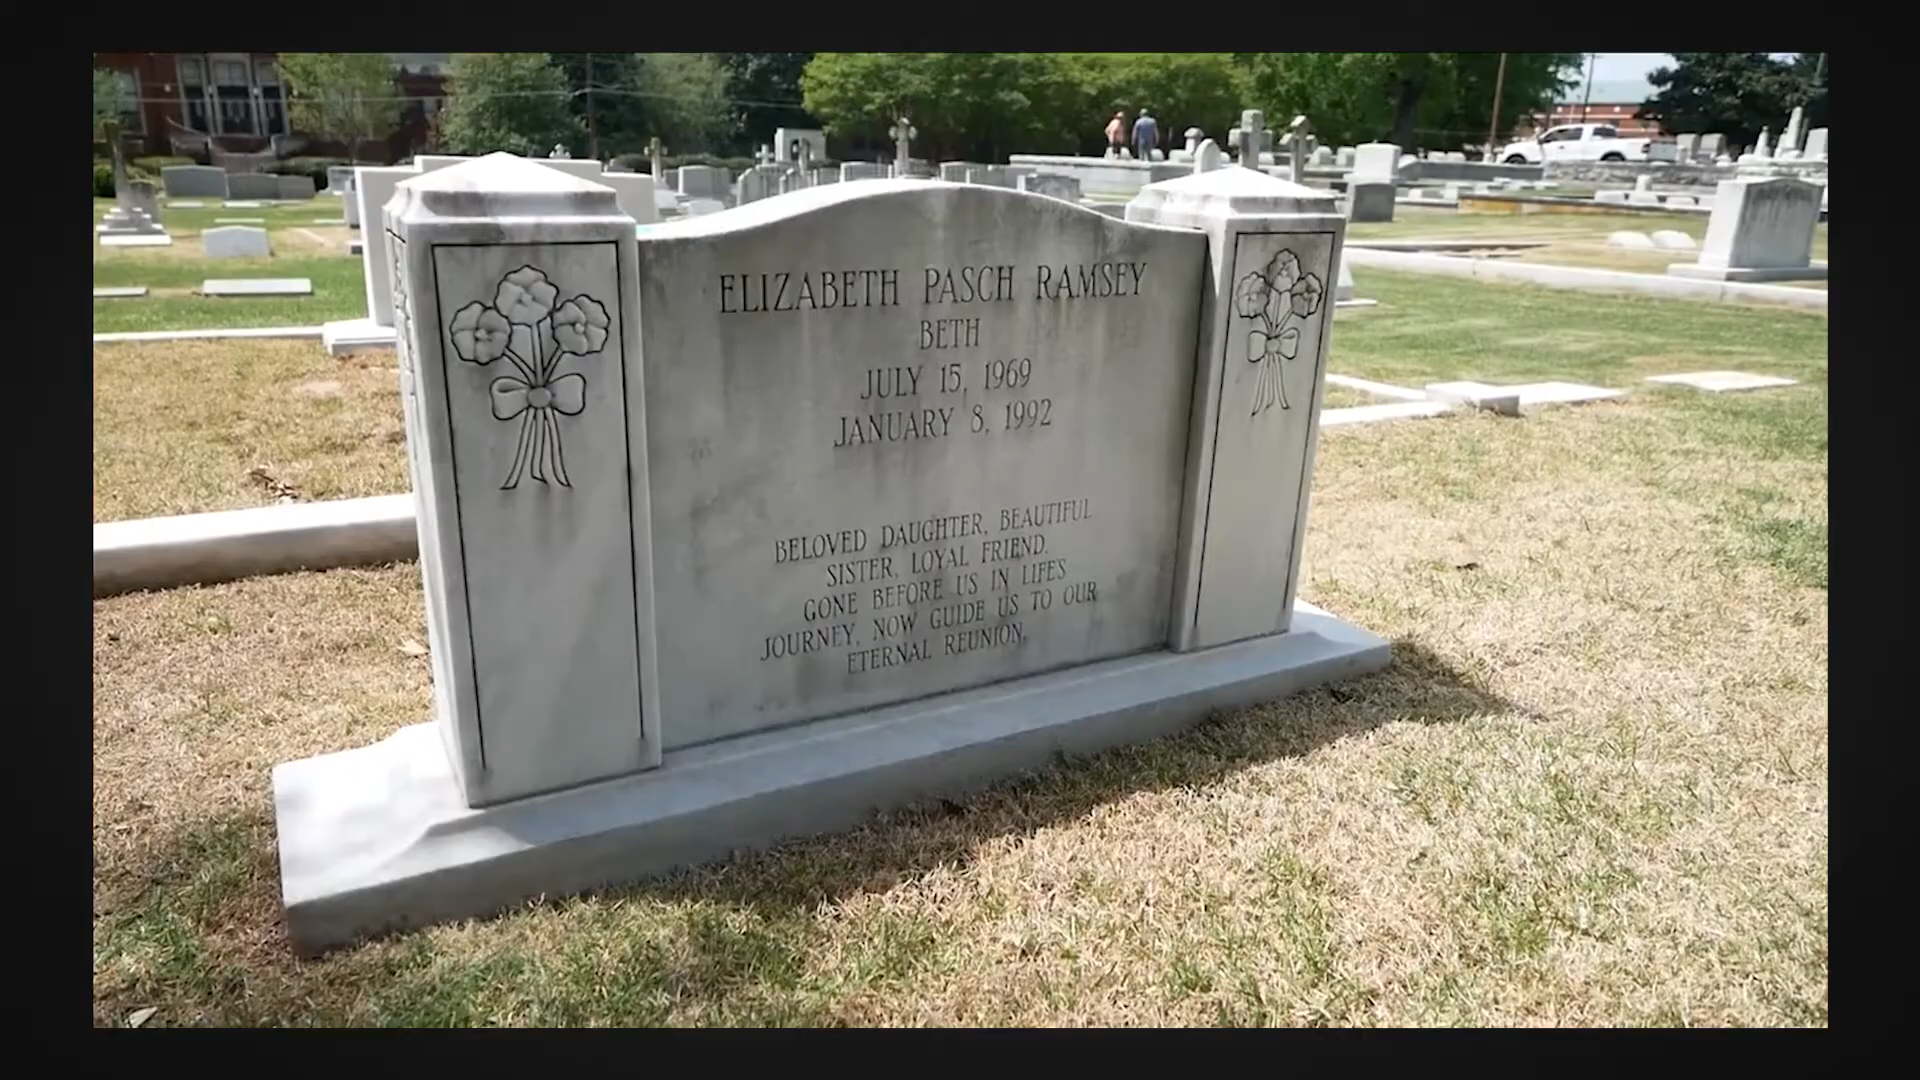 ELIZABETH PASCH RAMSEY
BETH
JULY 15, 1969
JANUARY 8, 1992
BELOVED DAUGHTER, BEAUTIFUL
SISTER, LOYAL FRIEND.
GONE BEFORE US IN LIFE'S
JOURNEY, NOW GUIDE US TO OUR
ETERNAL REUNION.